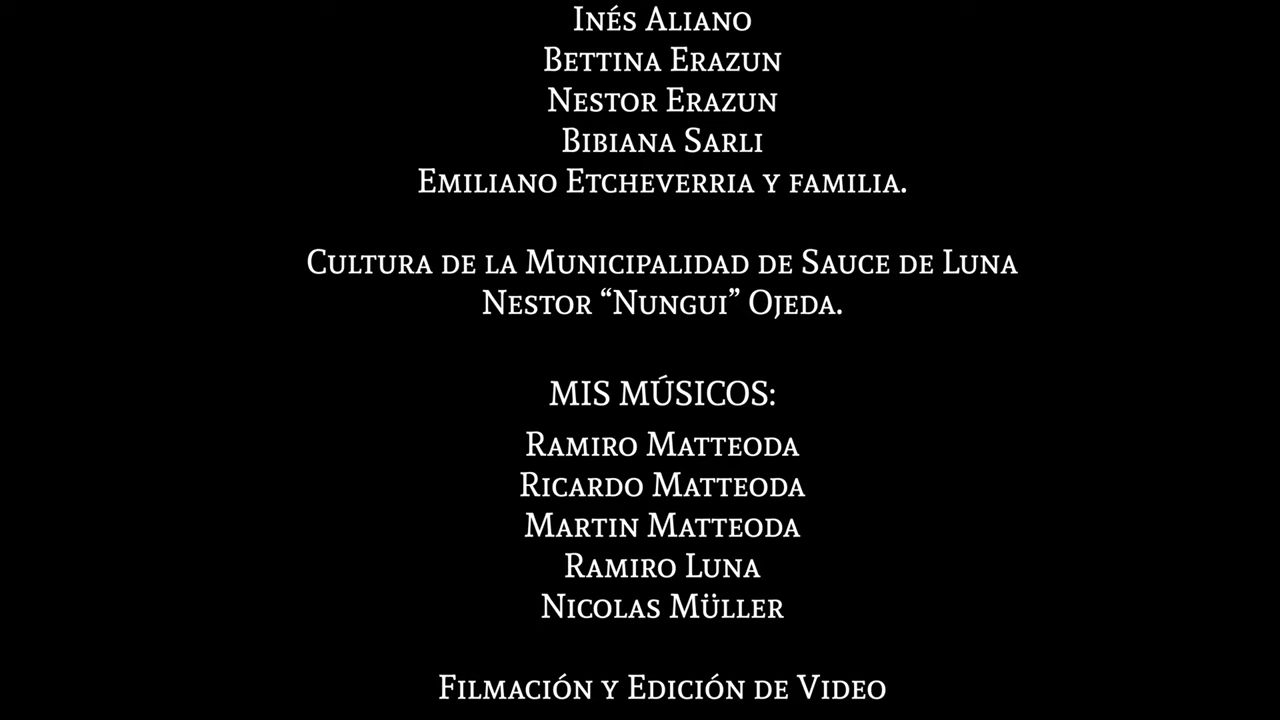 Inés Aliano
Bettina Erazun
Nestor Erazun
Bibiana Sarli
Emiliano Etcheverria y familia.
Cultura de la Municipalidad de Sauce de Luna
Nestor “Nungui” Ojeda.
MIS MÚSICOS:
Ramiro Matteoda
Ricardo Matteoda
Martin Matteoda
Ramiro Luna
Nicolas Müller
Filmación y Edición de Video